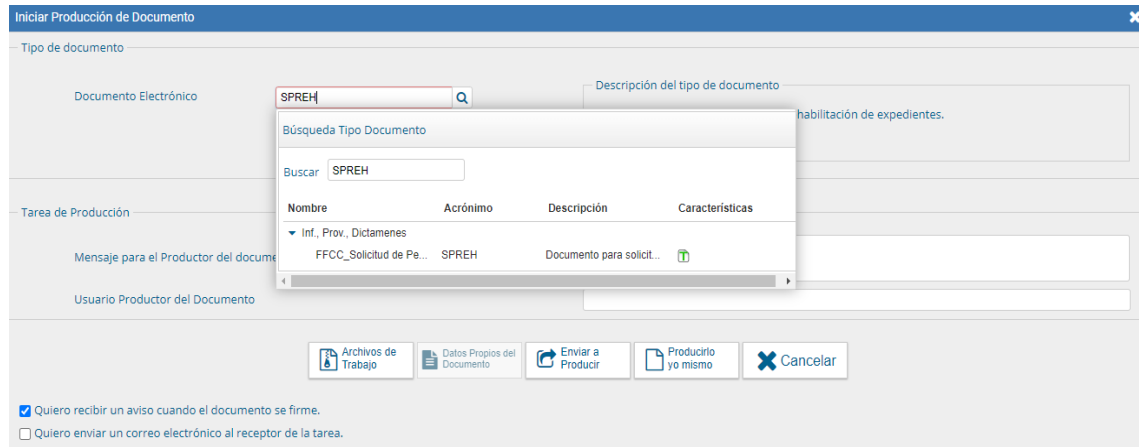 Iniciar Producción de Documento
Tipo de documento
Documento Electrónico
SPREH
Descripción del tipo de documento
habilitación de expedientes.
Búsqueda Tipo Documento
Buscar SPREH
Nombre Acrónimo Descripción Características
Inf., Prov., Dictamenes
FFCC_Solicitud de Pe... SPREH Documento para solicit...
Tarea de Producción
Mensaje para el Productor del docume
Usuario Productor del Documento
Archivos de Trabajo
Datos Propios del Documento
Enviar a Producir
Producirlo yo mismo
Cancelar
Quiero recibir un aviso cuando el documento se firme.
Quiero enviar un correo electrónico al receptor de la tarea.